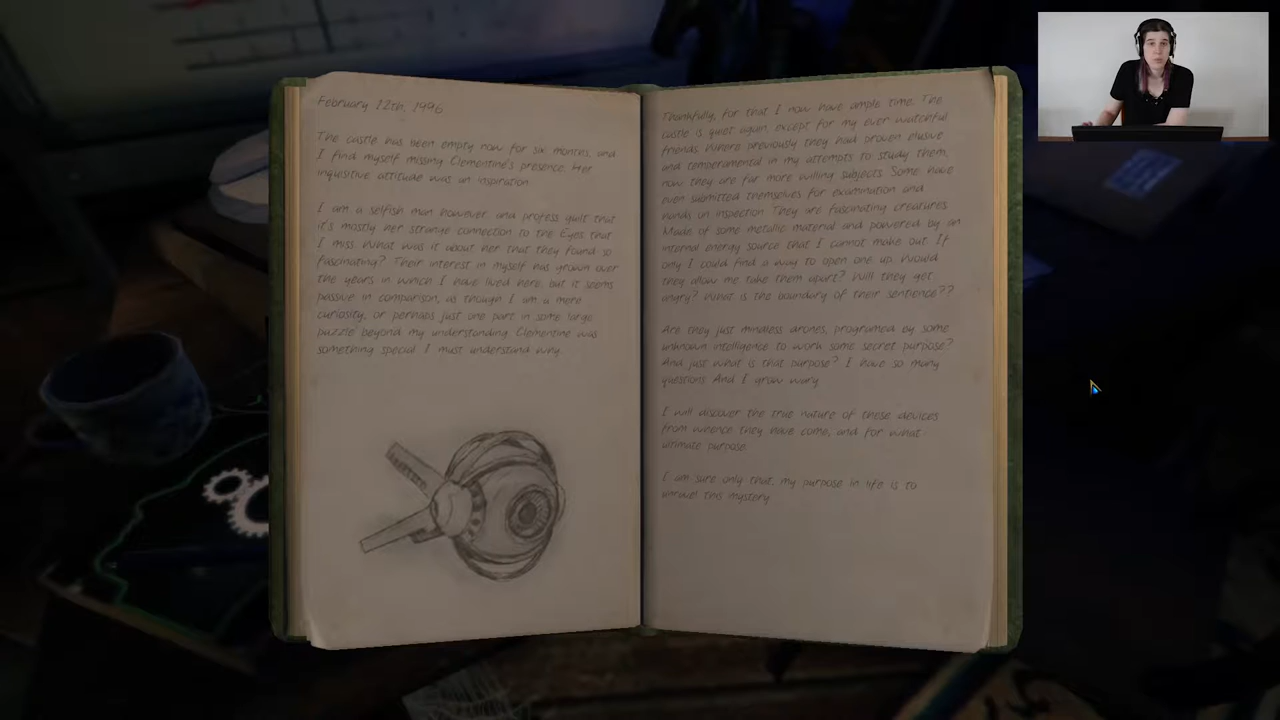 February 12th, 1996
The castle has been empty now for six months, and
I find myself missing Clementine's presence. Her
inquisitive attitude was an inspiration.
I am a selfish man however and profess guilt that
it's mostly her strange connection to the Eyes that
I miss. What was it about her that they found so
fascinating? Their interest in myself has grown over
the years in which I have lived here, but it seems
passive in comparison, as though I am a mere
curiosity, or perhaps just one part in some large
puzzle beyond my understanding. Clementine was
something special. I must understand why.
Thankfully, for that I now have ample time. The
castle is quiet again except for my ever watchful
friends. Where previously they had proven elusive
and temperamental in my attempts to study them,
now they are far more willing subjects. Some have
even submitted themselves for examination and
hands on inspection. They are fascinating creatures.
Made of some metallic material and powered by an
internal energy source that I cannot make out. If
only I could find a way to open one up. Would
they allow me take them apart? Will they get
angry? What is the boundary of their sentience??
Are they just mindless drones, programed by some
unknown intelligence to work some secret purpose?
And just what is that purpose? I have so many
questions. And I grow wary.
I will discover the true nature of these devices
from whence they have come, and for what
ultimate purpose.
I am sure only that, my purpose in life is to
unravel this mystery.